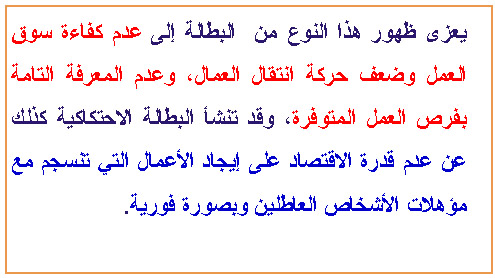 يعزى ظهور هذا النوع من البطالة إلى عدم كفاءة سوق
العمل وضعف حركة انتقال العمال، وعدم المعرفة التامة
بفرص العمل المتوفرة، وقد تنشأ البطالة الاحتكاكية كذلك
عن عدم قدرة الاقتصاد على إيجاد الأعمال التي تنسجم مع
مؤهلات الأشخاص العاطلين وبصورة فورية.